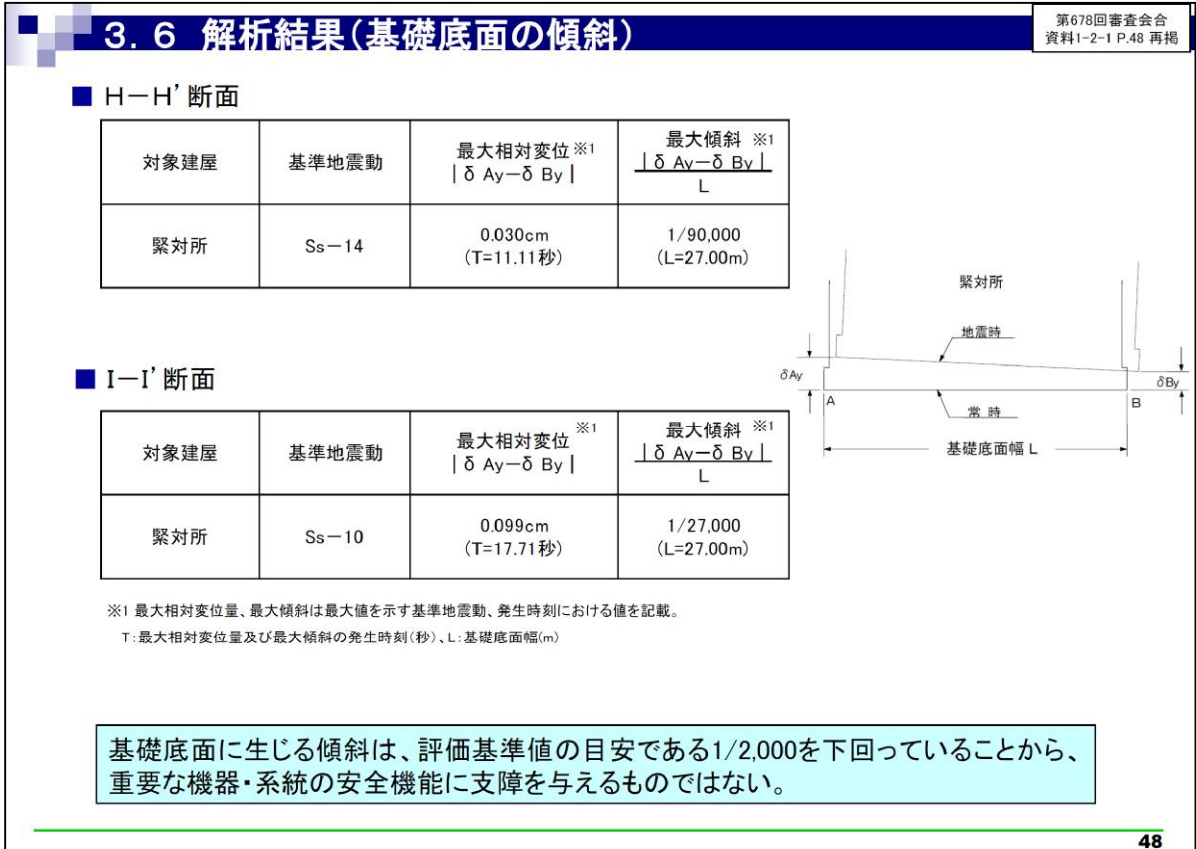 3．6 解析結果(基礎底面の傾斜)
第678回審査会合
資料1-2-1 P.48 再掲
■ H－H’断面
対象建屋
基準地震動
最大相対変位※1
|δ Ay－δ By|
最大傾斜 ※1
|δ Ay－δ By|
L
緊対所
Ss－14
0.030cm
(T=11.11秒)
1/90,000
(L=27.00m)
緊対所
地震時
δAy
δBy
A
B
常 時
基礎底面幅 L
■ I－I’断面
対象建屋
基準地震動
最大相対変位 ※1
|δ Ay－δ By|
最大傾斜 ※1
|δ Ay－δ By|
L
緊対所
Ss－10
0.099cm
(T=17.71秒)
1/27,000
(L=27.00m)
※1 最大相対変位量、最大傾斜は最大値を示す基準地震動、発生時刻における値を記載。
T：最大相対変位量及び最大傾斜の発生時刻(秒)、L：基礎底面幅(m)
基礎底面に生じる傾斜は、評価基準値の目安である1/2,000を下回っていることから、
重要な機器・系統の安全機能に支障を与えるものではない。
48